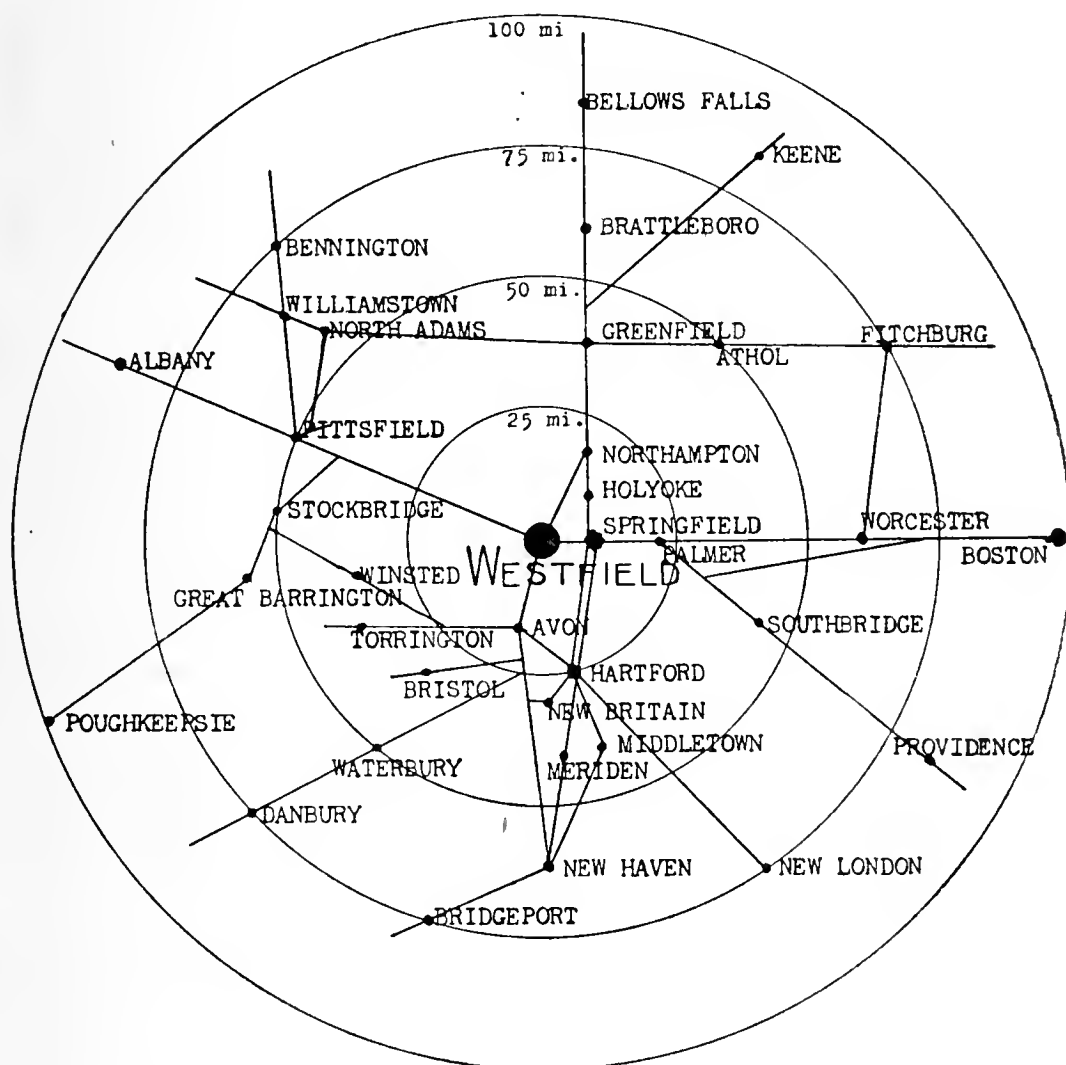 100 mi
BELLOWS FALLS
75 mi.
KEENE
BRATTLEBORO
BENNINGTON
50 mi.
WILLIAMSTOWN
NORTH ADAMS
GREENFIELD
FITCHBURG
ATHOL
ALBANY
25 mi.
PITTSFIELD
NORTHAMPTON
HOLYOKE
STOCKBRIDGE
SPRINGFIELD
WORCESTER
PALMER
BOSTON
WESTFIELD
WINSTED
GREAT BARRINGTON
AVON
SOUTHBRIDGE
TORRINGTON
HARTFORD
BRISTOL
NEW BRITAIN
POUGHKEEPSIE
MIDDLETOWN
PROVIDENCE
WATERBURY
MERIDEN
DANBURY
NEW HAVEN
NEW LONDON
BRIDGEPORT